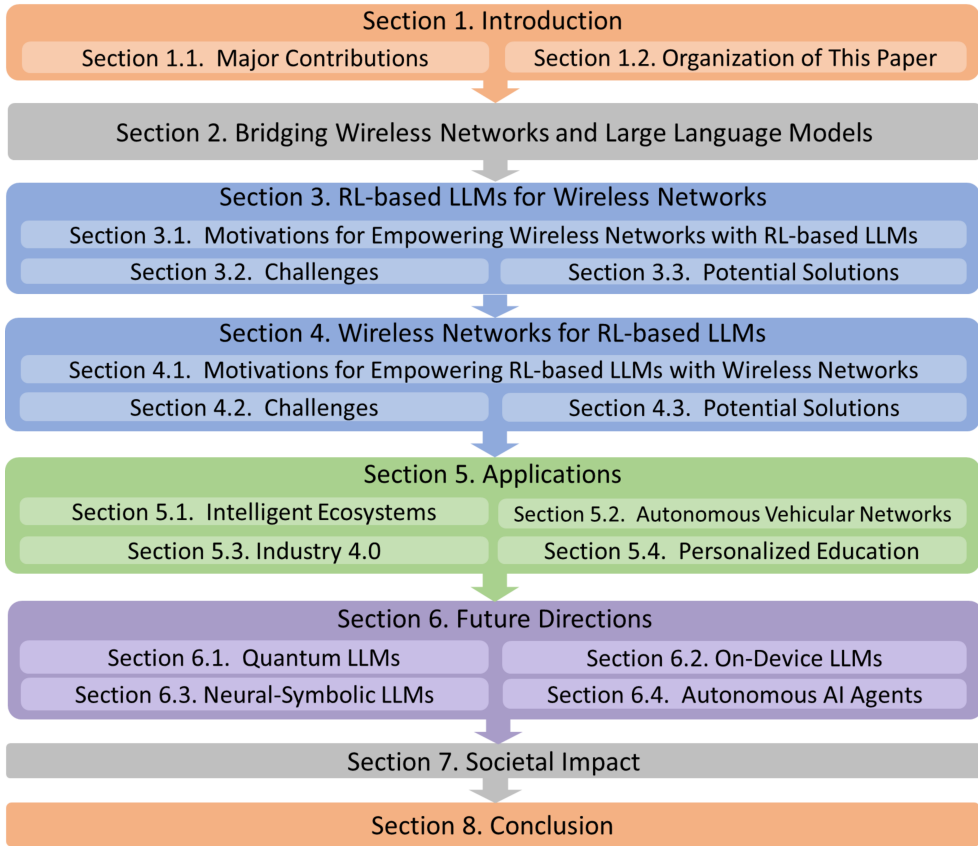 Section 1. Introduction
Section 1.1. Major Contributions
Section 1.2. Organization of This Paper
Section 2. Bridging Wireless Networks and Large Language Models
Section 3. RL-based LLMs for Wireless Networks
Section 3.1. Motivations for Empowering Wireless Networks with RL-based LLMs
Section 3.2. Challenges
Section 3.3. Potential Solutions
Section 4. Wireless Networks for RL-based LLMs
Section 4.1. Motivations for Empowering RL-based LLMs with Wireless Networks
Section 4.2. Challenges
Section 4.3. Potential Solutions
Section 5. Applications
Section 5.1. Intelligent Ecosystems
Section 5.2. Autonomous Vehicular Networks
Section 5.3. Industry 4.0
Section 5.4. Personalized Education
Section 6. Future Directions
Section 6.1. Quantum LLMs
Section 6.2. On-Device LLMs
Section 6.3. Neural-Symbolic LLMs
Section 6.4. Autonomous AI Agents
Section 7. Societal Impact
Section 8. Conclusion